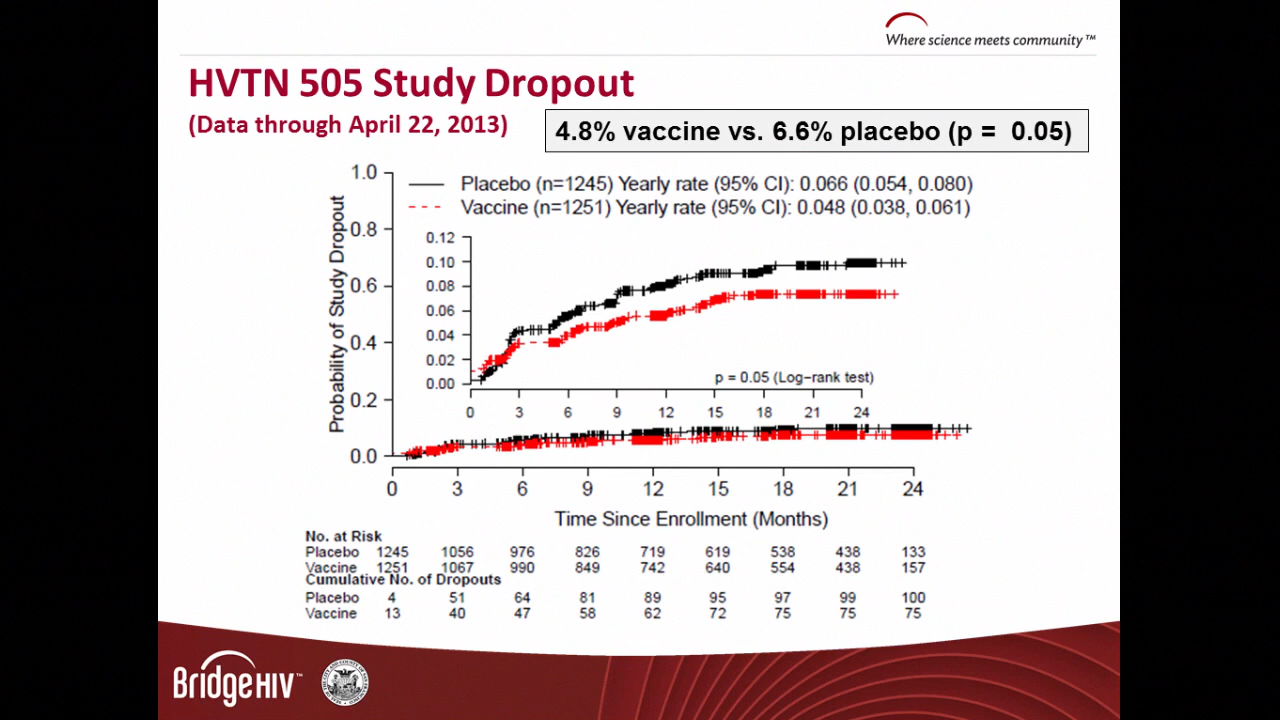 Where science meets community™
HVTN 505 Study Dropout
(Data through April 22, 2013)
4.8% vaccine vs. 6.6% placebo (p = 0.05)
Placebo (n=1245) Yearly rate (95% CI): 0.066 (0.054, 0.080)
Vaccine (n=1251) Yearly rate (95% CI): 0.048 (0.038, 0.061)
Probability of Study Dropout
1.0
0.8
0.6
0.4
0.2
0.0
0.12
0.10
0.08
0.06
0.04
0.02
0.00
p = 0.05 (Log−rank test)
0 3 6 9 12 15 18 21 24
0 3 6 9 12 15 18 21 24
Time Since Enrollment (Months)
No. at Risk
Placebo 1245 1056 976 826 719 619 538 438 133
Vaccine 1251 1067 990 849 742 640 554 438 157
Cumulative No. of Dropouts
Placebo 4 51 64 81 89 95 97 99 100
Vaccine 13 40 47 58 62 72 75 75 75
BridgeHIV™